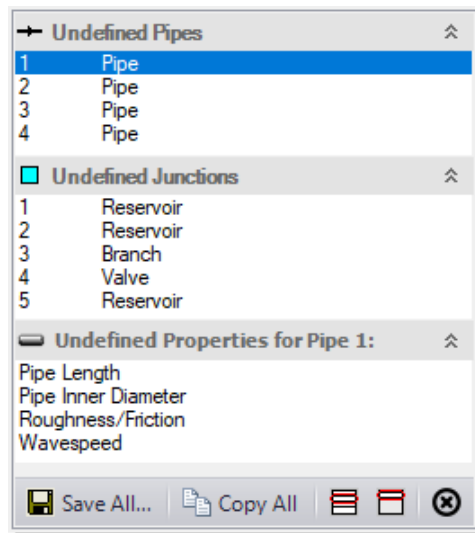 Undefined Pipes
1 Pipe
2 Pipe
3 Pipe
4 Pipe
Undefined Junctions
1 Reservoir
2 Reservoir
3 Branch
4 Valve
5 Reservoir
Undefined Properties for Pipe 1:
Pipe Length
Pipe Inner Diameter
Roughness/Friction
Wavespeed
Save All... Copy All